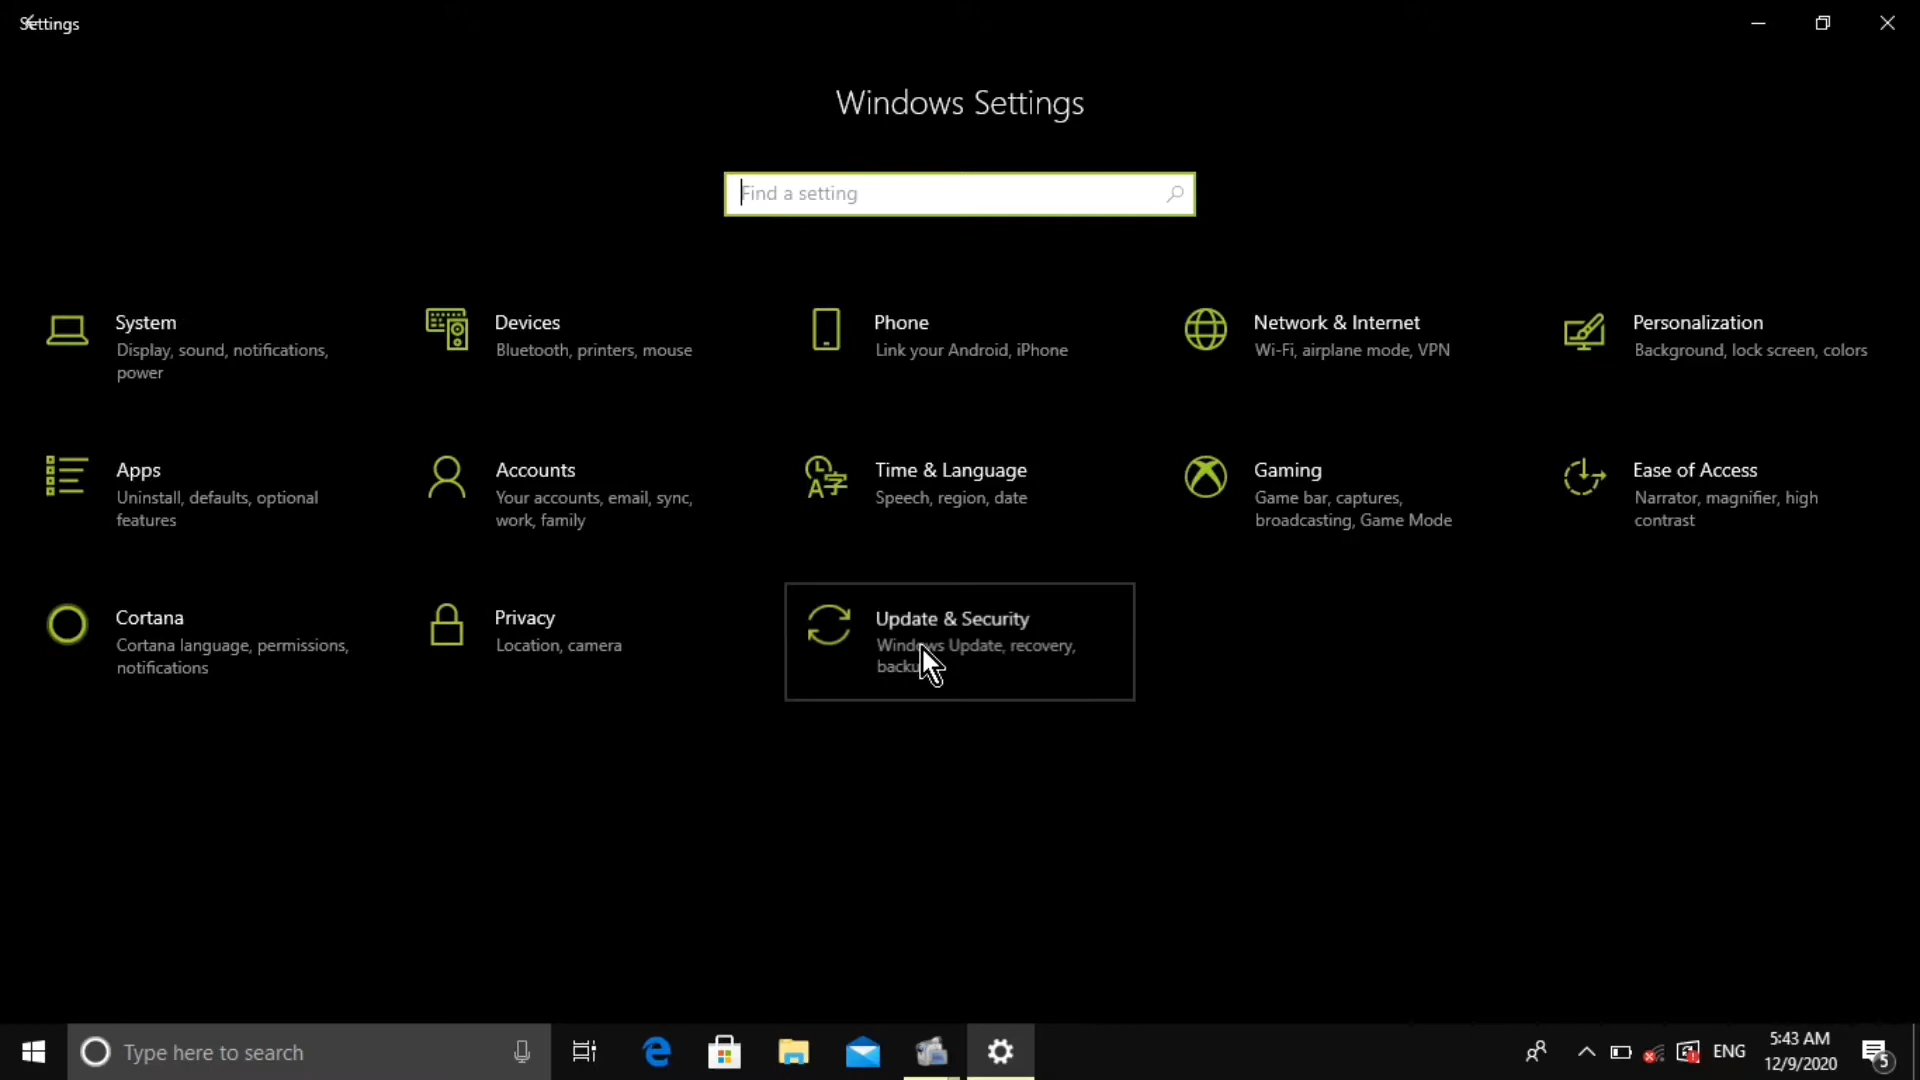 Settings
Windows Settings
Find a setting
System
Display, sound, notifications,
power
Devices
Bluetooth, printers, mouse
Phone
Link your Android, iPhone
Network & Internet
Wi-Fi, airplane mode, VPN
Personalization
Background, lock screen, colors
Apps
Uninstall, defaults, optional
features
Accounts
Your accounts, email, sync,
work, family
Time & Language
Speech, region, date
Gaming
Game bar, captures,
broadcasting, Game Mode
Ease of Access
Narrator, magnifier, high
contrast
Cortana
Cortana language, permissions,
notifications
Privacy
Location, camera
Update & Security
Windows Update, recovery,
backup
Type here to search
ENG
5:43 AM
12/9/2020
5